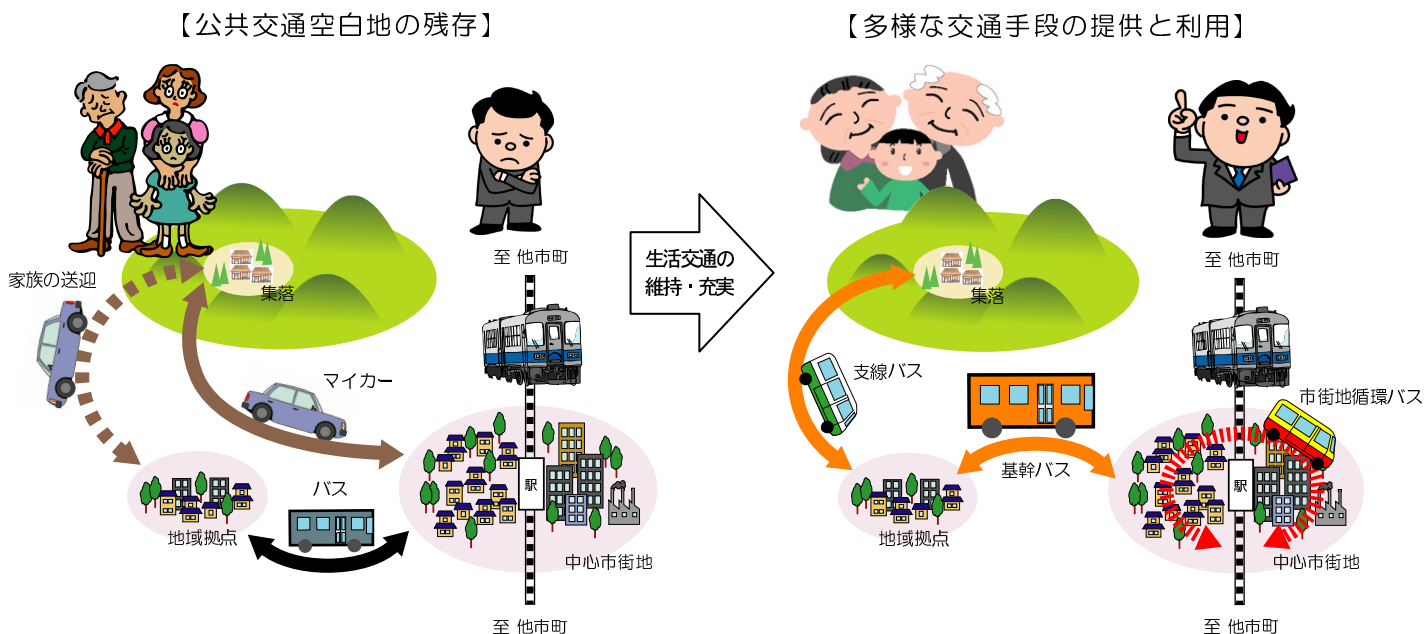 【公共交通空白地の残存】
至 他市町
家族の送迎
集落
マイカー
バス
駅
地域拠点
中心市街地
至 他市町
生活交通の
維持・充実
【多様な交通手段の提供と利用】
至 他市町
集落
支線バス
市街地循環バス
基幹バス
駅
地域拠点
中心市街地
至 他市町